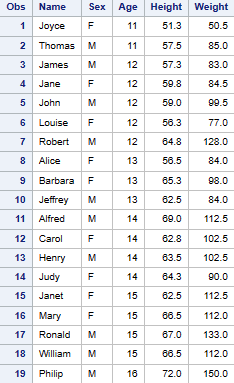 Obs Name Sex Age Height Weight
1 Joyce F 11 51.3 50.5
2 Thomas M 11 57.5 85.0
3 James M 12 57.3 83.0
4 Jane F 12 59.8 84.5
5 John M 12 59.0 99.5
6 Louise F 12 56.3 77.0
7 Robert M 12 64.8 128.0
8 Alice F 13 56.5 84.0
9 Barbara F 13 65.3 98.0
10 Jeffrey M 13 62.5 84.0
11 Alfred M 14 69.0 112.5
12 Carol F 14 62.8 102.5
13 Henry M 14 63.5 102.5
14 Judy F 14 64.3 90.0
15 Janet F 15 62.5 112.5
16 Mary F 15 66.5 112.0
17 Ronald M 15 67.0 133.0
18 William M 15 66.5 112.0
19 Philip M 16 72.0 150.0